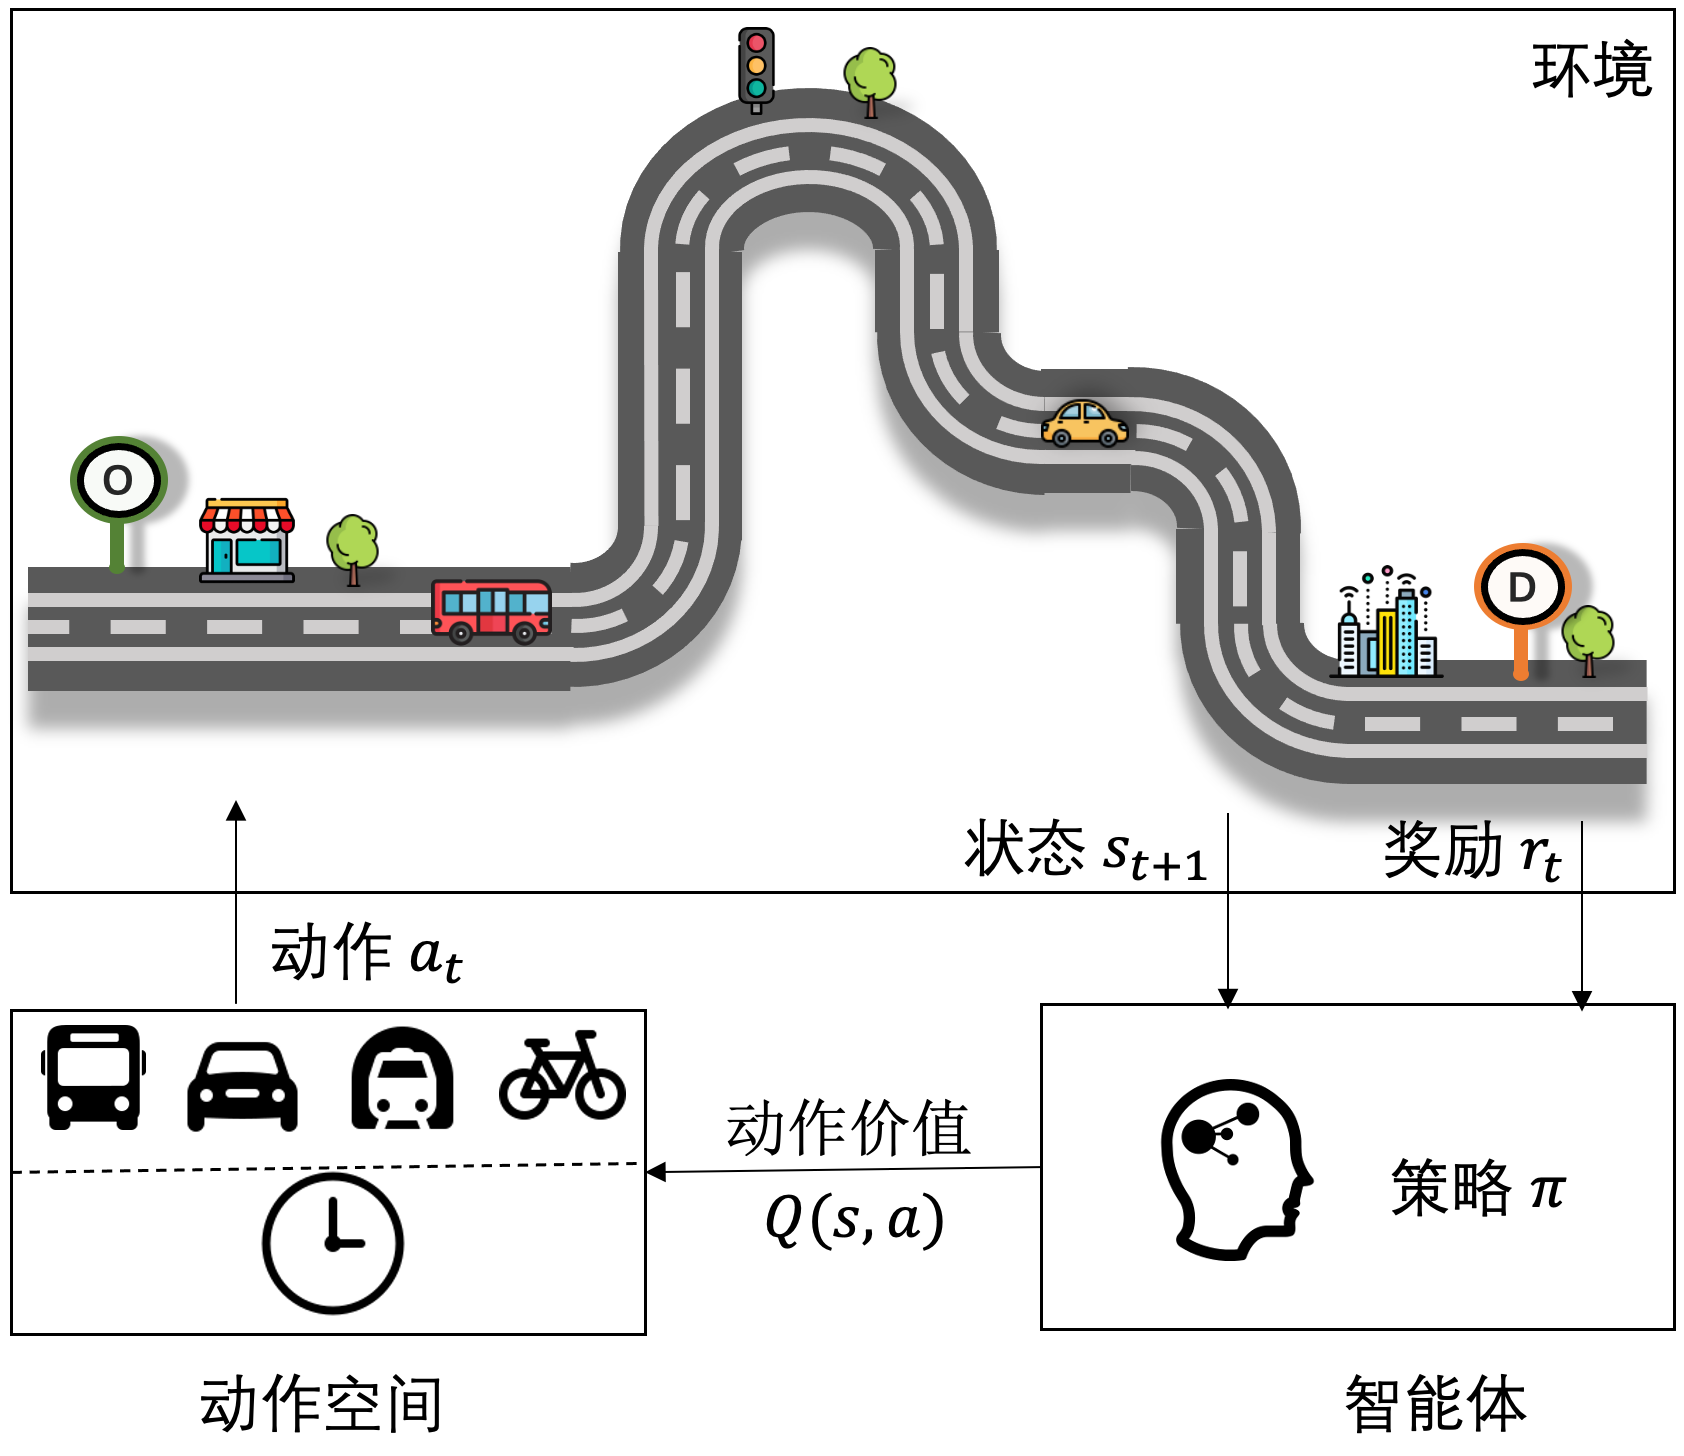 环境
O
D
状态 s_{t+1}
奖励 r_t
动作 a_t
动作价值
Q(s, a)
策略 π
动作空间
智能体